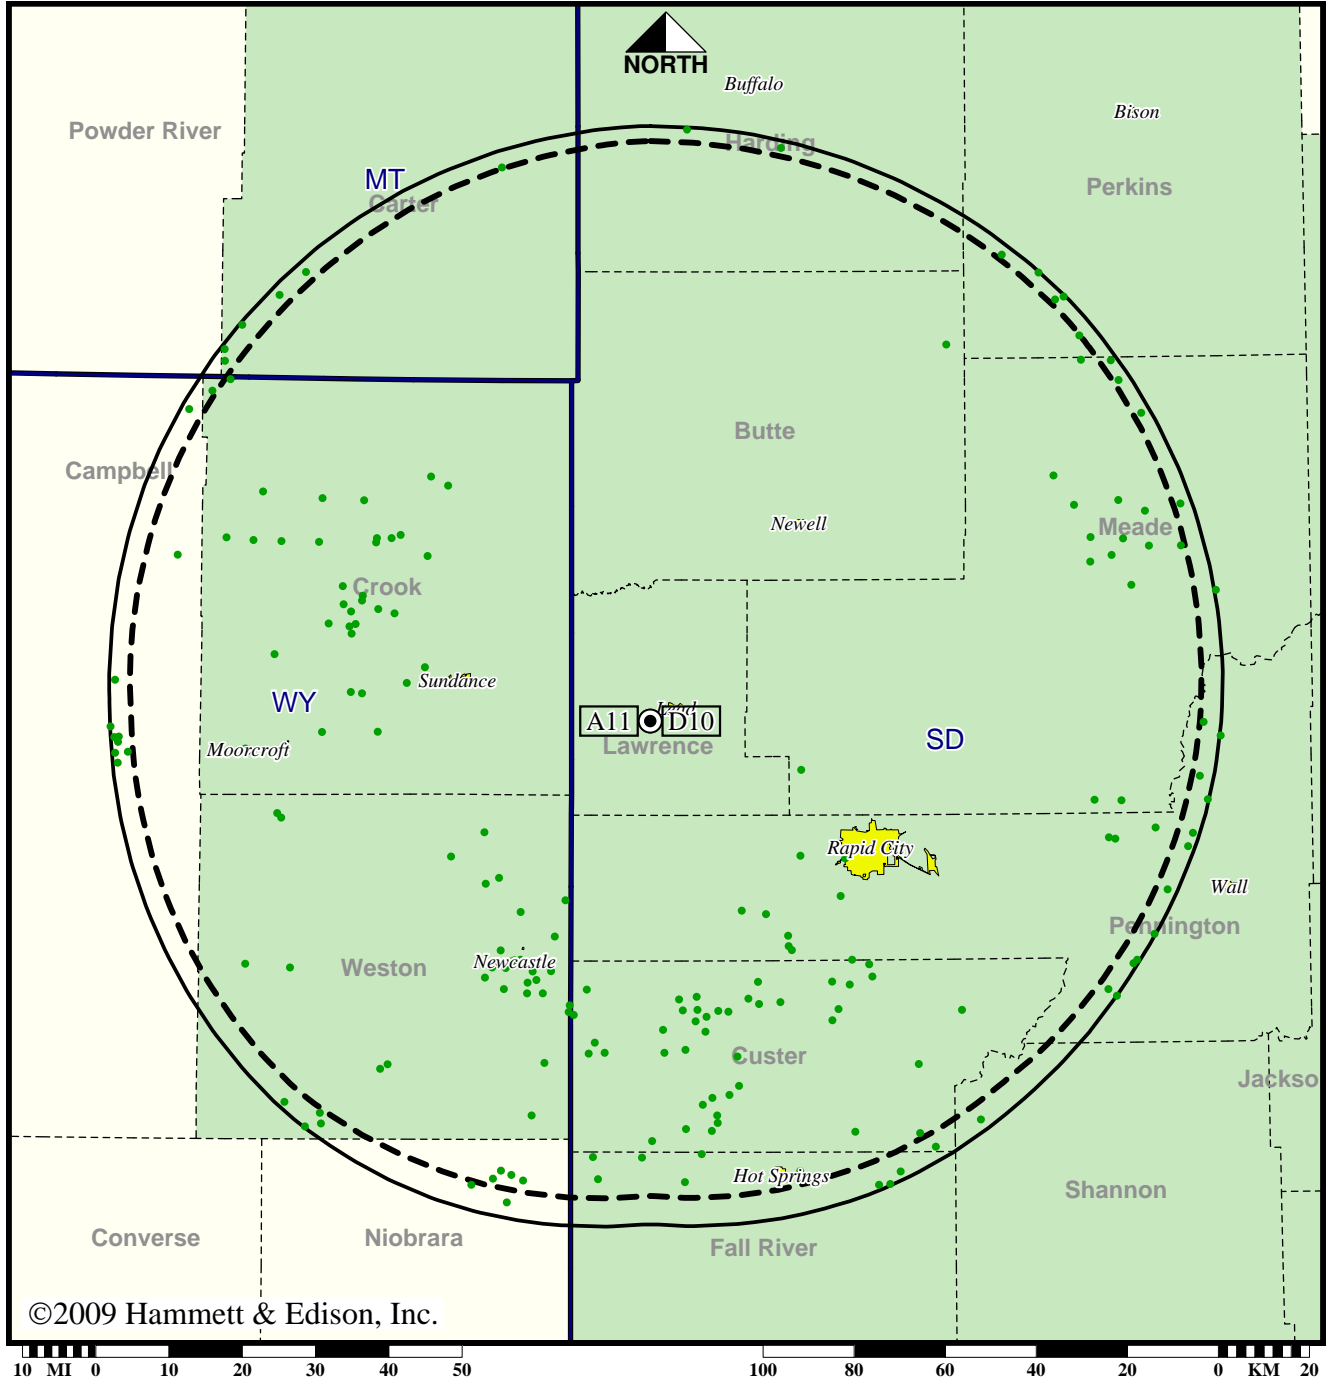 NORTH
Buffalo
Bison
Powder River
Harding
MT
Perkins
Carter
Butte
Campbell
Newell
Meade
Crook
Sundance
WY
Lead
A11
D10
SD
Lawrence
Moorcroft
Rapid City
Wall
Pennington
Newcastle
Weston
Custer
Jackso
Hot Springs
Shannon
Converse
Niobrara
Fall River
©2009 Hammett & Edison, Inc.
10 MI 0 10 20 30 40 50 100 80 60 40 20 0 KM 20